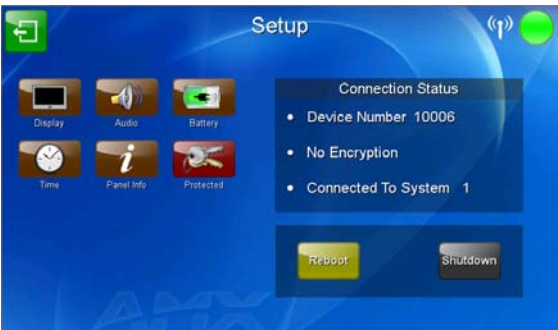 Setup
Display Audio Battery
Time Panel Info Protected
Connection Status
• Device Number 10006
• No Encryption
• Connected To System 1
Reboot Shutdown
AMX